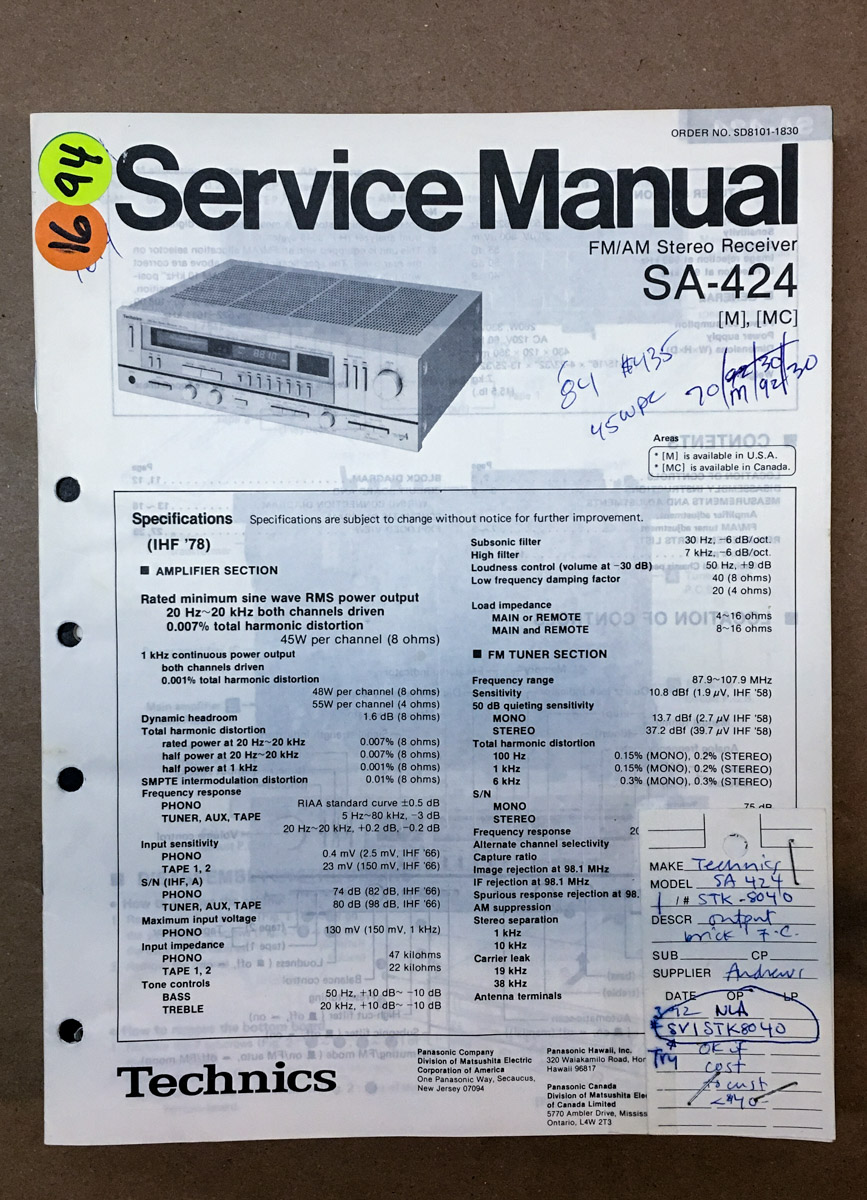 ORDER NO. SD8101-1830
94
16
Service Manual
FM/AM Stereo Receiver
SA-424
[M], [MC]
'84 #435
45WPC
Areas
* [M] is available in U.S.A.
* [MC] is available in Canada.
Specifications Specifications are subject to change without notice for further improvement.
(IHF '78)
■ AMPLIFIER SECTION
Rated minimum sine wave RMS power output
20 Hz~20 kHz both channels driven
0.007% total harmonic distortion
45W per channel (8 ohms)
1 kHz continuous power output
both channels driven
0.001% total harmonic distortion
48W per channel (8 ohms)
55W per channel (4 ohms)
Dynamic headroom 1.6 dB (8 ohms)
Total harmonic distortion
rated power at 20 Hz~20 kHz 0.007% (8 ohms)
half power at 20 Hz~20 kHz 0.007% (8 ohms)
half power at 1 kHz 0.001% (8 ohms)
SMPTE intermodulation distortion 0.01% (8 ohms)
Frequency response
PHONO RIAA standard curve ±0.5 dB
TUNER, AUX, TAPE 5 Hz~80 kHz, −3 dB
20 Hz~20 kHz, +0.2 dB, −0.2 dB
Input sensitivity
PHONO 0.4 mV (2.5 mV, IHF '66)
TAPE 1, 2 23 mV (150 mV, IHF '66)
S/N (IHF, A)
PHONO 74 dB (82 dB, IHF '66)
TUNER, AUX, TAPE 80 dB (98 dB, IHF '66)
Maximum input voltage
PHONO 130 mV (150 mV, 1 kHz)
Input impedance
PHONO 47 kilohms
TAPE 1, 2 22 kilohms
Tone controls
BASS 50 Hz, +10 dB~ −10 dB
TREBLE 20 kHz, +10 dB~ −10 dB
Subsonic filter 30 Hz, −6 dB/oct.
High filter 7 kHz, −6 dB/oct.
Loudness control (volume at −30 dB) 50 Hz, +9 dB
Low frequency damping factor 40 (8 ohms)
20 (4 ohms)
Load impedance
MAIN or REMOTE 4~16 ohms
MAIN and REMOTE 8~16 ohms
■ FM TUNER SECTION
Frequency range 87.9~107.9 MHz
Sensitivity 10.8 dBf (1.9 µV, IHF '58)
50 dB quieting sensitivity
MONO 13.7 dBf (2.7 µV IHF '58)
STEREO 37.2 dBf (39.7 µV, IHF '58)
Total harmonic distortion
100 Hz 0.15% (MONO), 0.2% (STEREO)
1 kHz 0.15% (MONO), 0.2% (STEREO)
6 kHz 0.3% (MONO), 0.3% (STEREO)
S/N
MONO 75 dB
STEREO
Frequency response 20
Alternate channel selectivity
Capture ratio
Image rejection at 98.1 MHz
IF rejection at 98.1 MHz
Spurious response rejection at 98.
AM suppression
Stereo separation
1 kHz
10 kHz
Carrier leak
19 kHz
38 kHz
Antenna terminals
MAKE Technics
MODEL SA 424
I/# STK-8040
DESCR output
brick F.C.
SUB CP
SUPPLIER Andrews
DATE OP LP
NLA
SVISTK8040
Try OK if
cost
to cust
<$40
Technics
Panasonic Company
Division of Matsushita Electric
Corporation of America
One Panasonic Way, Secaucus,
New Jersey 07094
Panasonic Hawaii, Inc.
320 Waiakamilo Road, Hon
Hawaii 96817
Panasonic Canada
Division of Matsushita Ele
of Canada Limited
5770 Ambler Drive, Mississ
Ontario, L4W 2T3